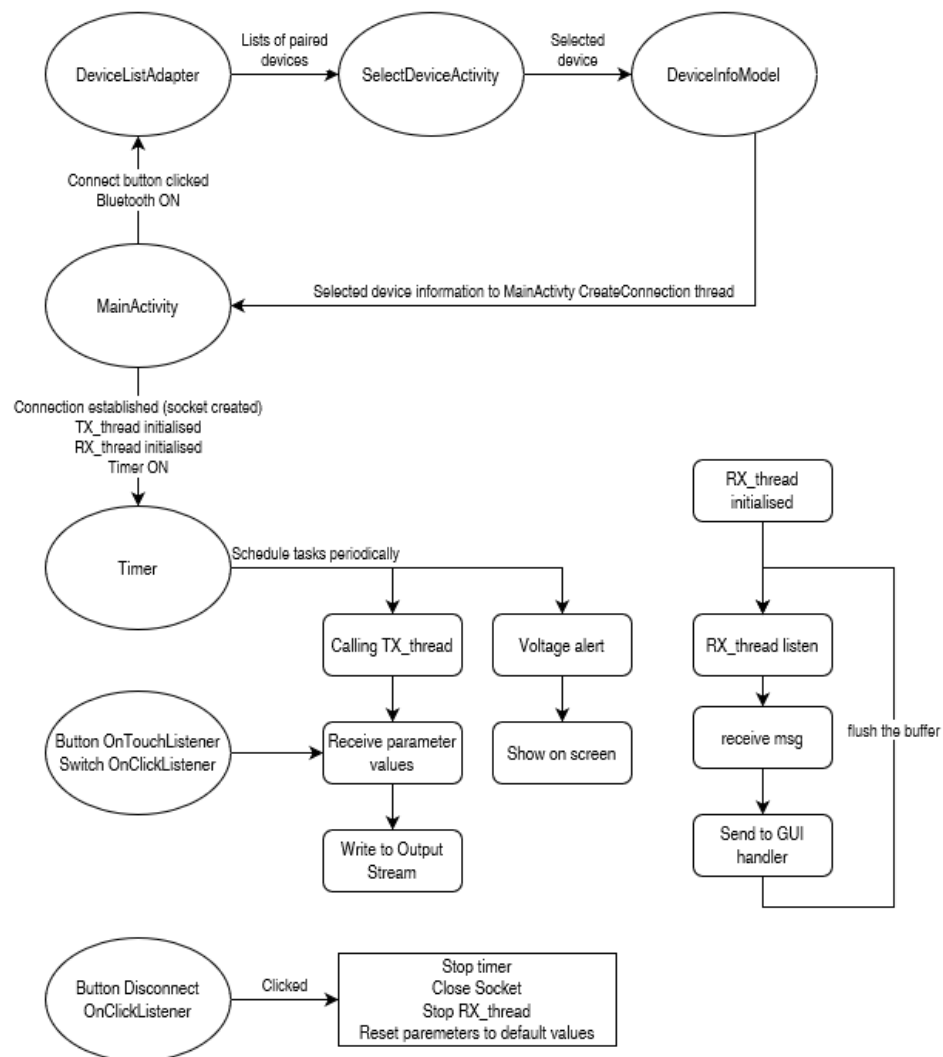 Lists of paired
devices
Selected
device
DeviceListAdapter
SelectDeviceActivity
DeviceInfoModel
Connect button clicked
Bluetooth ON
MainActivity
Selected device information to MainActivty CreateConnection thread
Connection established (socket created)
TX_thread initialised
RX_thread initialised
Timer ON
RX_thread
initialised
Timer
Schedule tasks periodically
Calling TX_thread
Voltage alert
RX_thread listen
Button OnTouchListener
Switch OnClickListener
Receive parameter
values
Show on screen
receive msg
flush the buffer
Write to Output
Stream
Send to GUI
handler
Button Disconnect
OnClickListener
Clicked
Stop timer
Close Socket
Stop RX_thread
Reset paremeters to default values